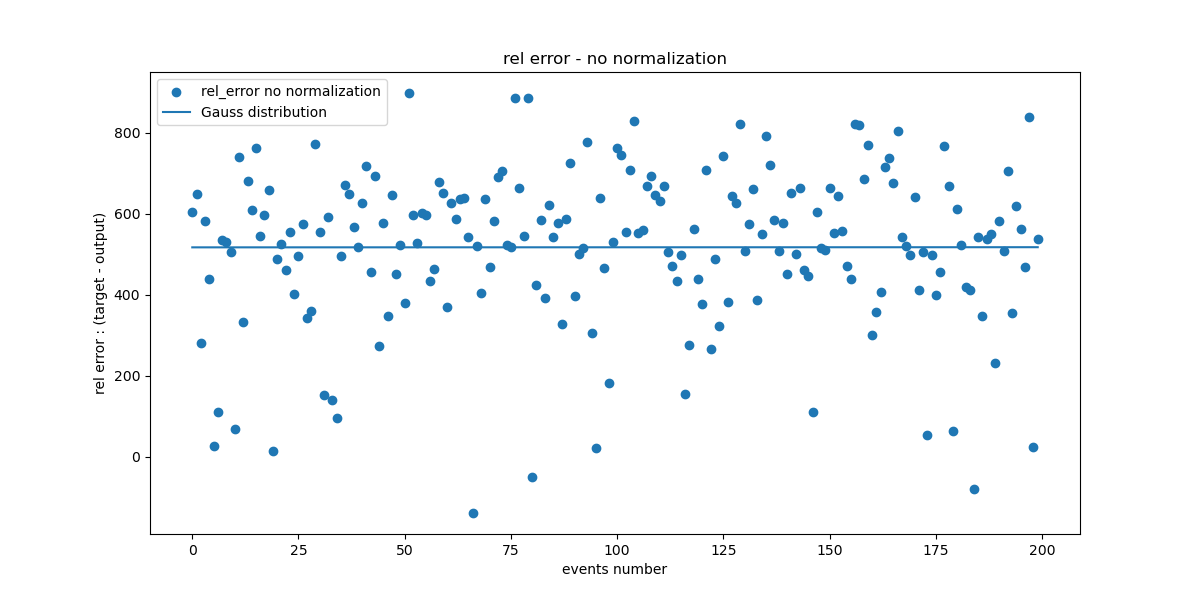 rel error - no normalization
rel_error no normalization
Gauss distribution
800
600
400
200
0
rel error : (target - output)
0 25 50 75 100 125 150 175 200
events number